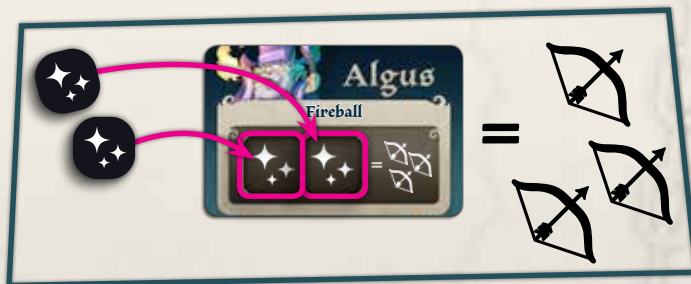 Algus
Fireball
=
=